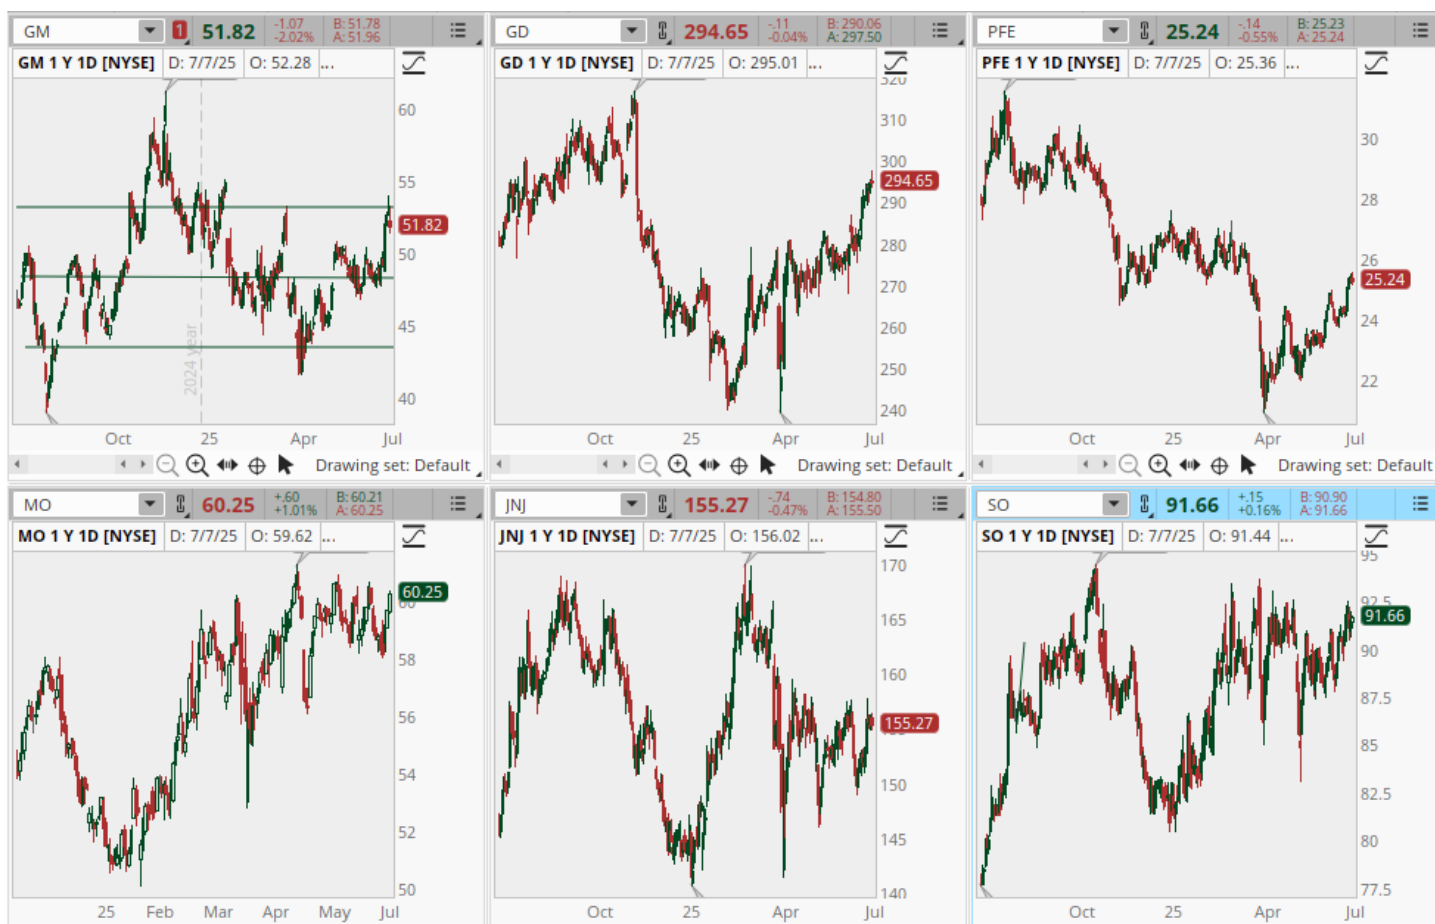 GM 1 51.82 -1.07 -2.02% B: 51.78 A: 51.96
GM 1 Y 1D [NYSE] D: 7/7/25 O: 52.28 ...
60
55
51.82
50
45
40
2024 year
Oct 25 Apr Jul
Drawing set: Default
GD 294.65 -.11 -0.04% B: 290.06 A: 297.50
GD 1 Y 1D [NYSE] D: 7/7/25 O: 295.01 ...
320
310
300
294.65
290
280
270
260
250
240
Oct 25 Apr Jul
Drawing set: Default
PFE 25.24 -.14 -0.55% B: 25.23 A: 25.24
PFE 1 Y 1D [NYSE] D: 7/7/25 O: 25.36 ...
30
28
26
25.24
24
22
Oct 25 Apr Jul
Drawing set: Default
MO 60.25 +.60 +1.01% B: 60.21 A: 60.25
MO 1 Y 1D [NYSE] D: 7/7/25 O: 59.62 ...
60.25
60
58
56
54
52
50
25 Feb Mar Apr May Jul
JNJ 155.27 -.74 -0.47% B: 154.80 A: 155.50
JNJ 1 Y 1D [NYSE] D: 7/7/25 O: 156.02 ...
170
165
160
155.27
150
145
140
Oct 25 Apr Jul
SO 91.66 +.15 +0.16% B: 90.90 A: 91.66
SO 1 Y 1D [NYSE] D: 7/7/25 O: 91.44 ...
95
92.5
91.66
90
87.5
85
82.5
80
77.5
Oct 25 Apr Jul